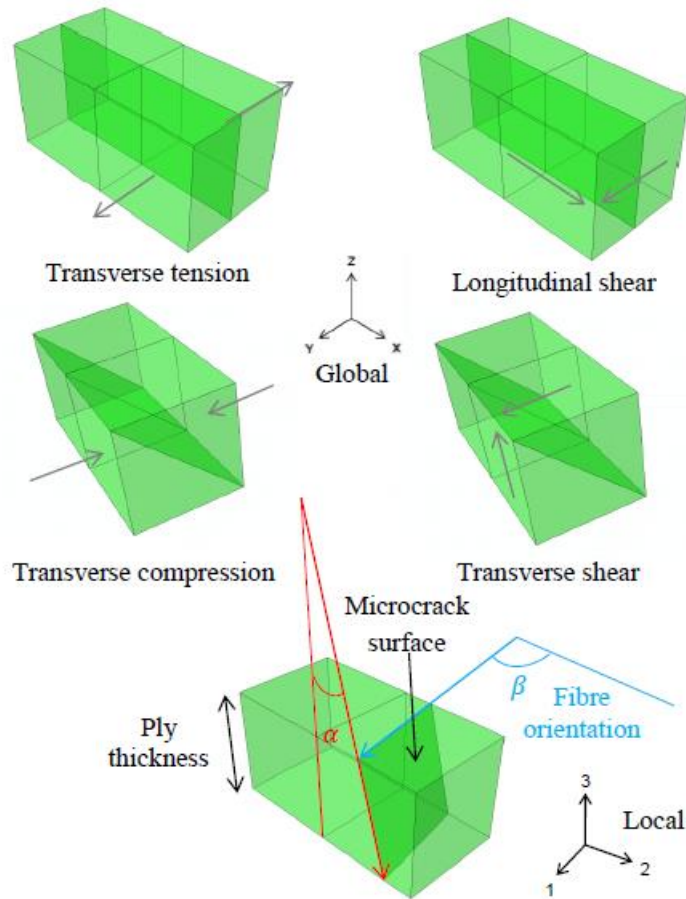 Transverse tension
Longitudinal shear
Z
Y
X
Global
Transverse compression
Transverse shear
Microcrack
surface
β
Fibre
orientation
Ply
thickness
α
3
Local
2
1